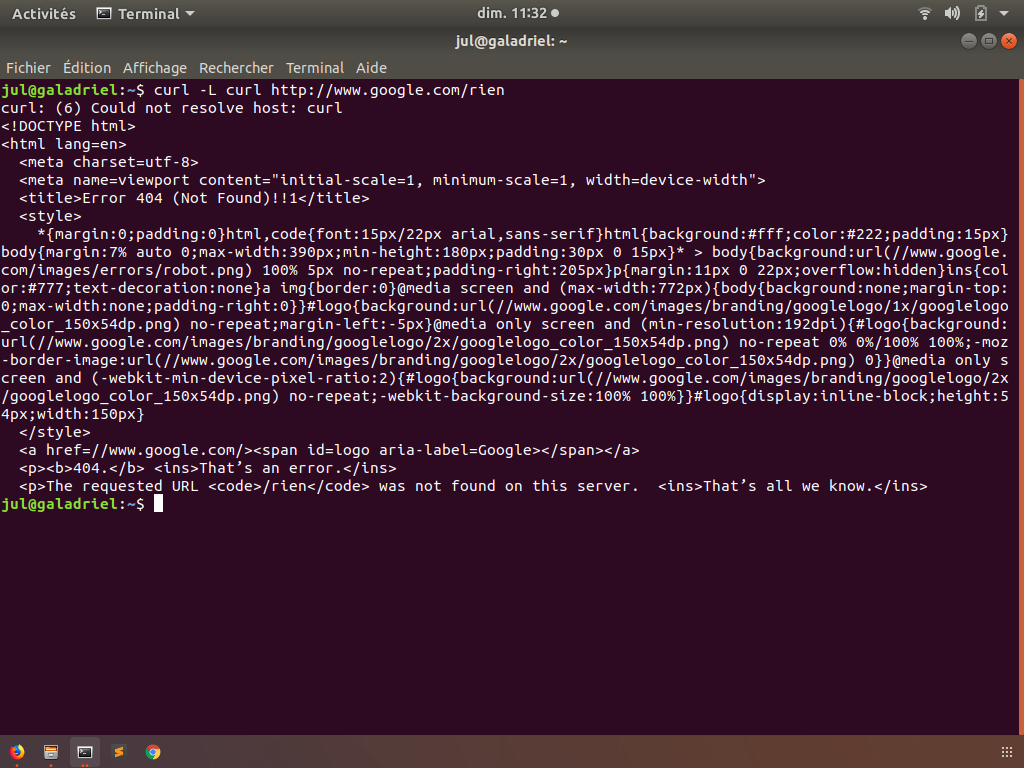 Activités Terminal dim. 11:32
jul@galadriel: ~
Fichier Édition Affichage Rechercher Terminal Aide
jul@galadriel:~$ curl -L curl http://www.google.com/rien
curl: (6) Could not resolve host: curl
<!DOCTYPE html>
<html lang=en>
  <meta charset=utf-8>
  <meta name=viewport content="initial-scale=1, minimum-scale=1, width=device-width">
  <title>Error 404 (Not Found)!!1</title>
  <style>
    *{margin:0;padding:0}html,code{font:15px/22px arial,sans-serif}html{background:#fff;color:#222;padding:15px}
body{margin:7% auto 0;max-width:390px;min-height:180px;padding:30px 0 15px}* > body{background:url(//www.google.
com/images/errors/robot.png) 100% 5px no-repeat;padding-right:205px}p{margin:11px 0 22px;overflow:hidden}ins{col
or:#777;text-decoration:none}a img{border:0}@media screen and (max-width:772px){body{background:none;margin-top:
0;max-width:none;padding-right:0}}#logo{background:url(//www.google.com/images/branding/googlelogo/1x/googlelogo
_color_150x54dp.png) no-repeat;margin-left:-5px}@media only screen and (min-resolution:192dpi){#logo{background:
url(//www.google.com/images/branding/googlelogo/2x/googlelogo_color_150x54dp.png) no-repeat 0% 0%/100% 100%;-moz
-border-image:url(//www.google.com/images/branding/googlelogo/2x/googlelogo_color_150x54dp.png) 0}}@media only s
creen and (-webkit-min-device-pixel-ratio:2){#logo{background:url(//www.google.com/images/branding/googlelogo/2x
/googlelogo_color_150x54dp.png) no-repeat;-webkit-background-size:100% 100%}}#logo{display:inline-block;height:5
4px;width:150px}
  </style>
  <a href=//www.google.com/><span id=logo aria-label=Google></span></a>
  <p><b>404.</b> <ins>That’s an error.</ins>
  <p>The requested URL <code>/rien</code> was not found on this server.  <ins>That’s all we know.</ins>
jul@galadriel:~$